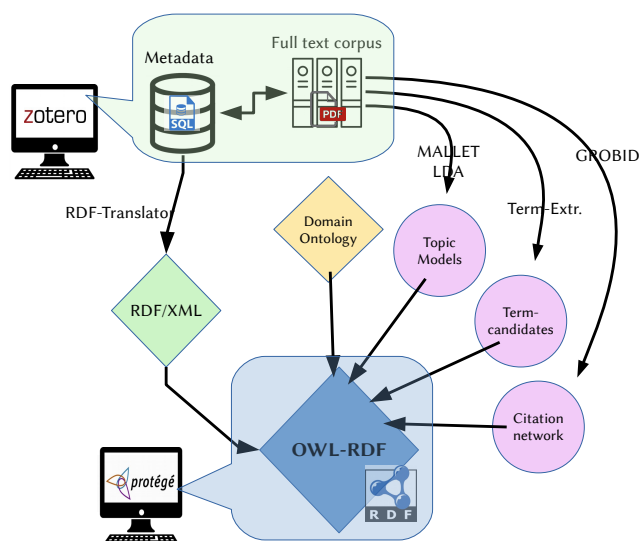 Full text corpus
Metadata
zotero
SQL
PDF
MALLET
LDA
GROBID
RDF-Translator
Term-Extr.
Domain
Ontology
Topic
Models
RDF/XML
Term-
candidates
Citation
network
OWL-RDF
protégé
RDF